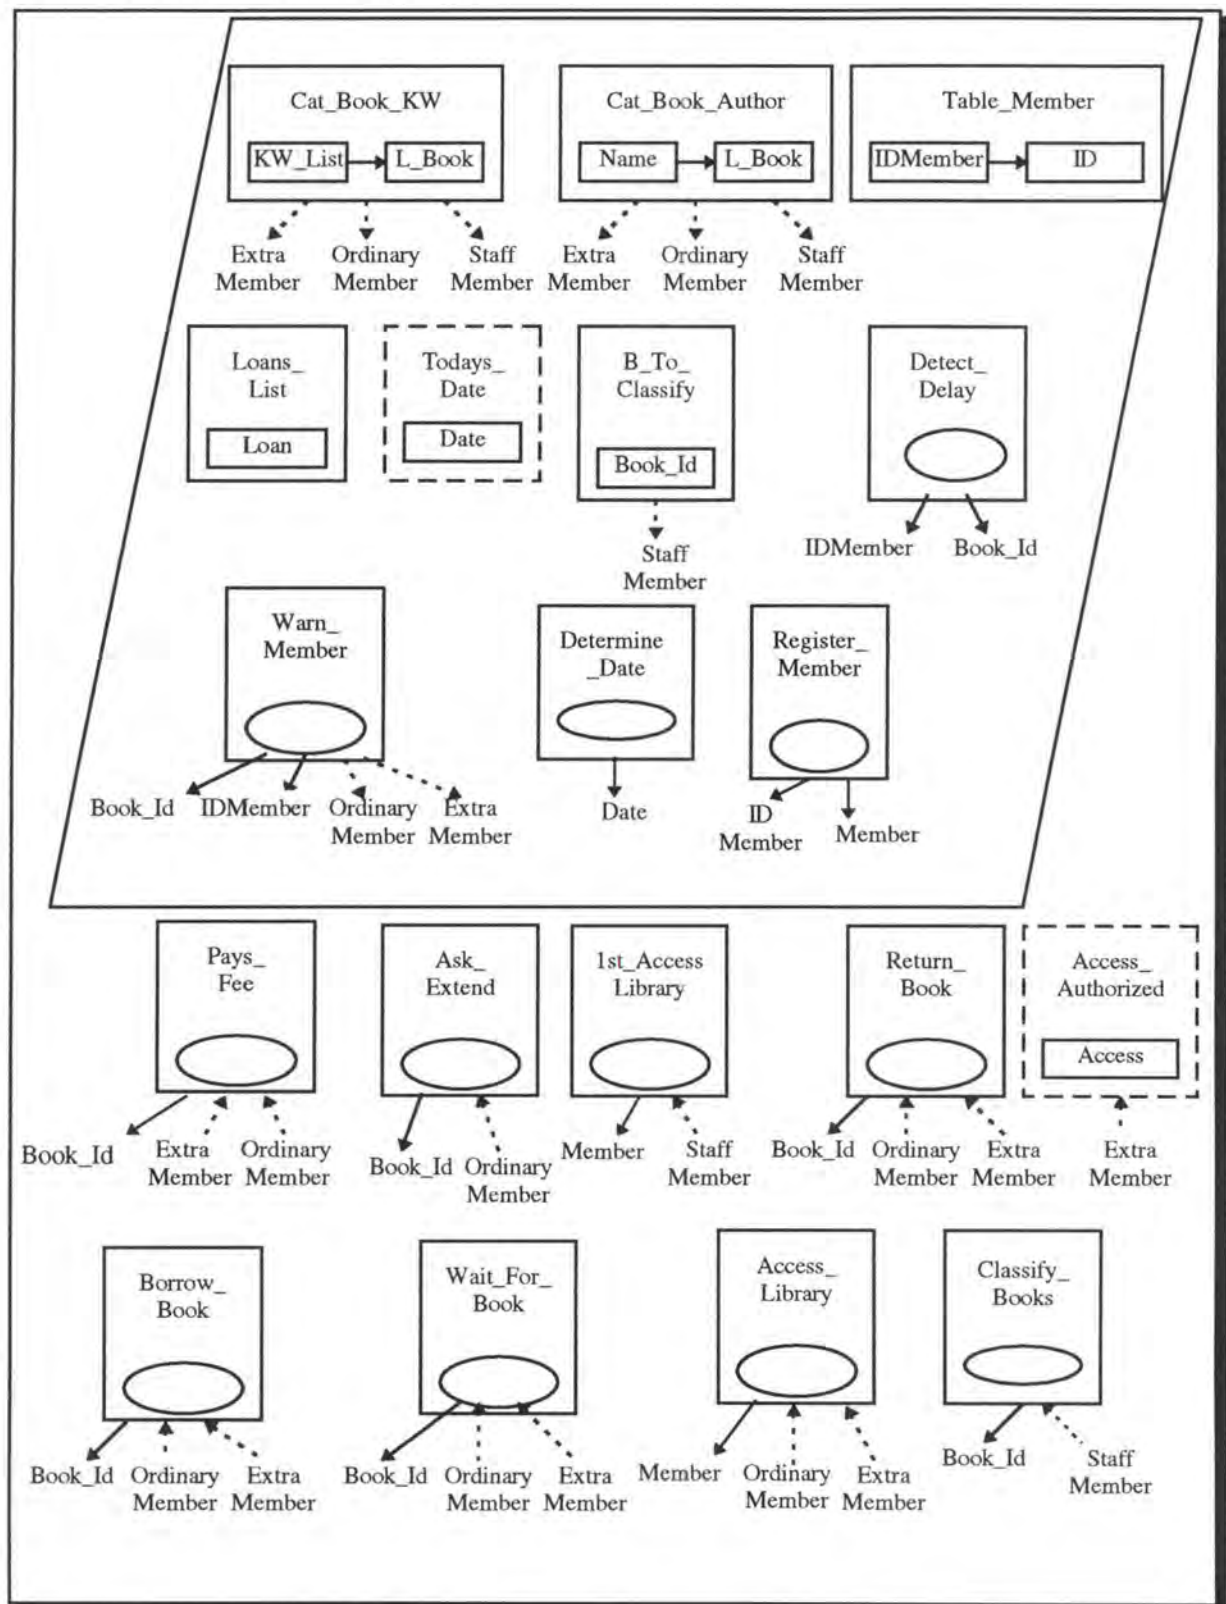 Cat_Book_KW
KW_List
L_Book
Extra
Member
Ordinary
Member
Staff
Member
Cat_Book_Author
Name
L_Book
Extra
Member
Ordinary
Member
Staff
Member
Table_Member
IDMember
ID
Loans_
List
Loan
Todays_
Date
Date
B_To_
Classify
Book_Id
Staff
Member
Detect_
Delay
IDMember
Book_Id
Warn_
Member
Book_Id
IDMember
Ordinary
Member
Extra
Member
Determine
_Date
Date
Register_
Member
ID
Member
Member
Pays_
Fee
Book_Id
Extra
Member
Ordinary
Member
Ask_
Extend
Book_Id
Ordinary
Member
1st_Access
Library
Member
Staff
Member
Return_
Book
Book_Id
Ordinary
Member
Extra
Member
Access_
Authorized
Access
Extra
Member
Borrow_
Book
Book_Id
Ordinary
Member
Extra
Member
Wait_For_
Book
Book_Id
Ordinary
Member
Extra
Member
Access_
Library
Member
Ordinary
Member
Extra
Member
Classify_
Books
Book_Id
Staff
Member